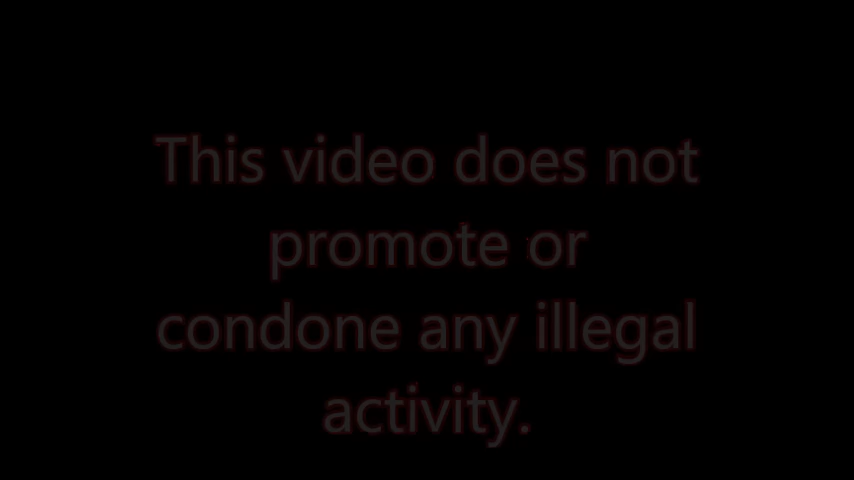 This video does not
promote or
condone any illegal
activity.